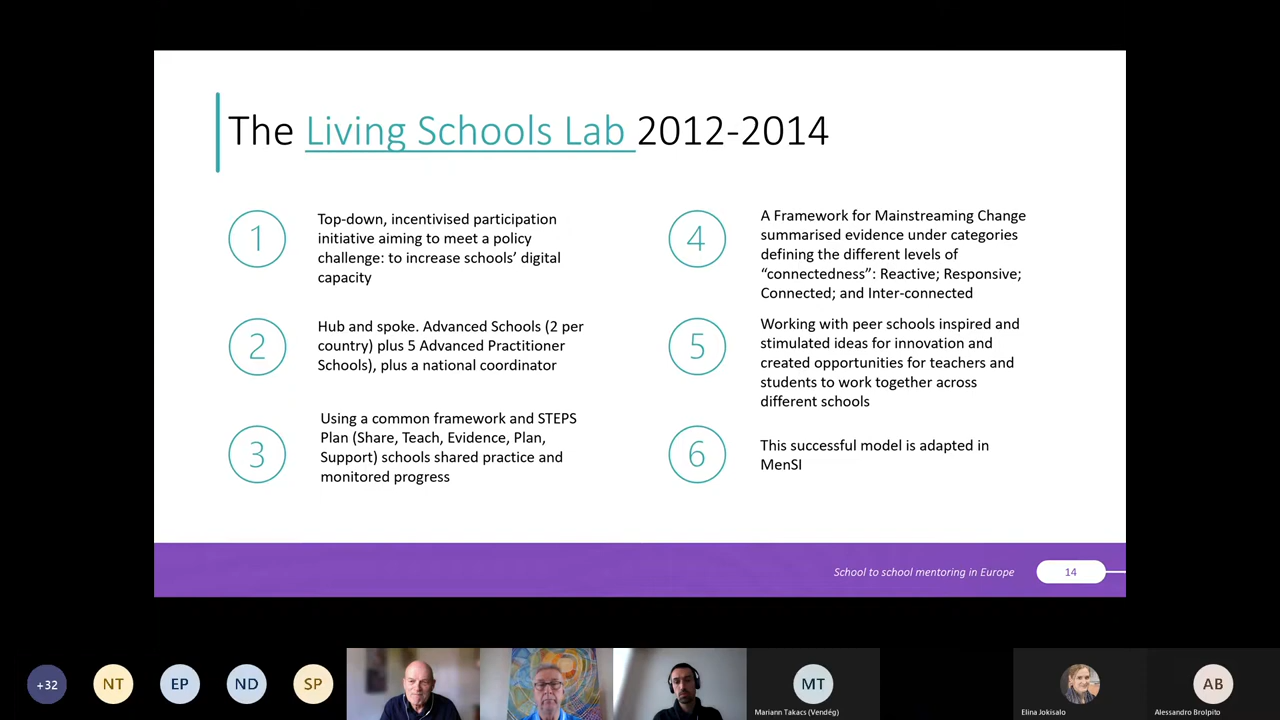 The Living Schools Lab 2012-2014
1
Top-down, incentivised participation
initiative aiming to meet a policy
challenge: to increase schools’ digital
capacity
2
Hub and spoke. Advanced Schools (2 per
country) plus 5 Advanced Practitioner
Schools), plus a national coordinator
3
Using a common framework and STEPS
Plan (Share, Teach, Evidence, Plan,
Support) schools shared practice and
monitored progress
4
A Framework for Mainstreaming Change
summarised evidence under categories
defining the different levels of
“connectedness”: Reactive; Responsive;
Connected; and Inter-connected
5
Working with peer schools inspired and
stimulated ideas for innovation and
created opportunities for teachers and
students to work together across
different schools
6
This successful model is adapted in
MenSI
School to school mentoring in Europe
14
+32
NT
EP
ND
SP
MT
Mariann Takacs (Vendég)
Elina Jokisalo
AB
Alessandro Brolpito